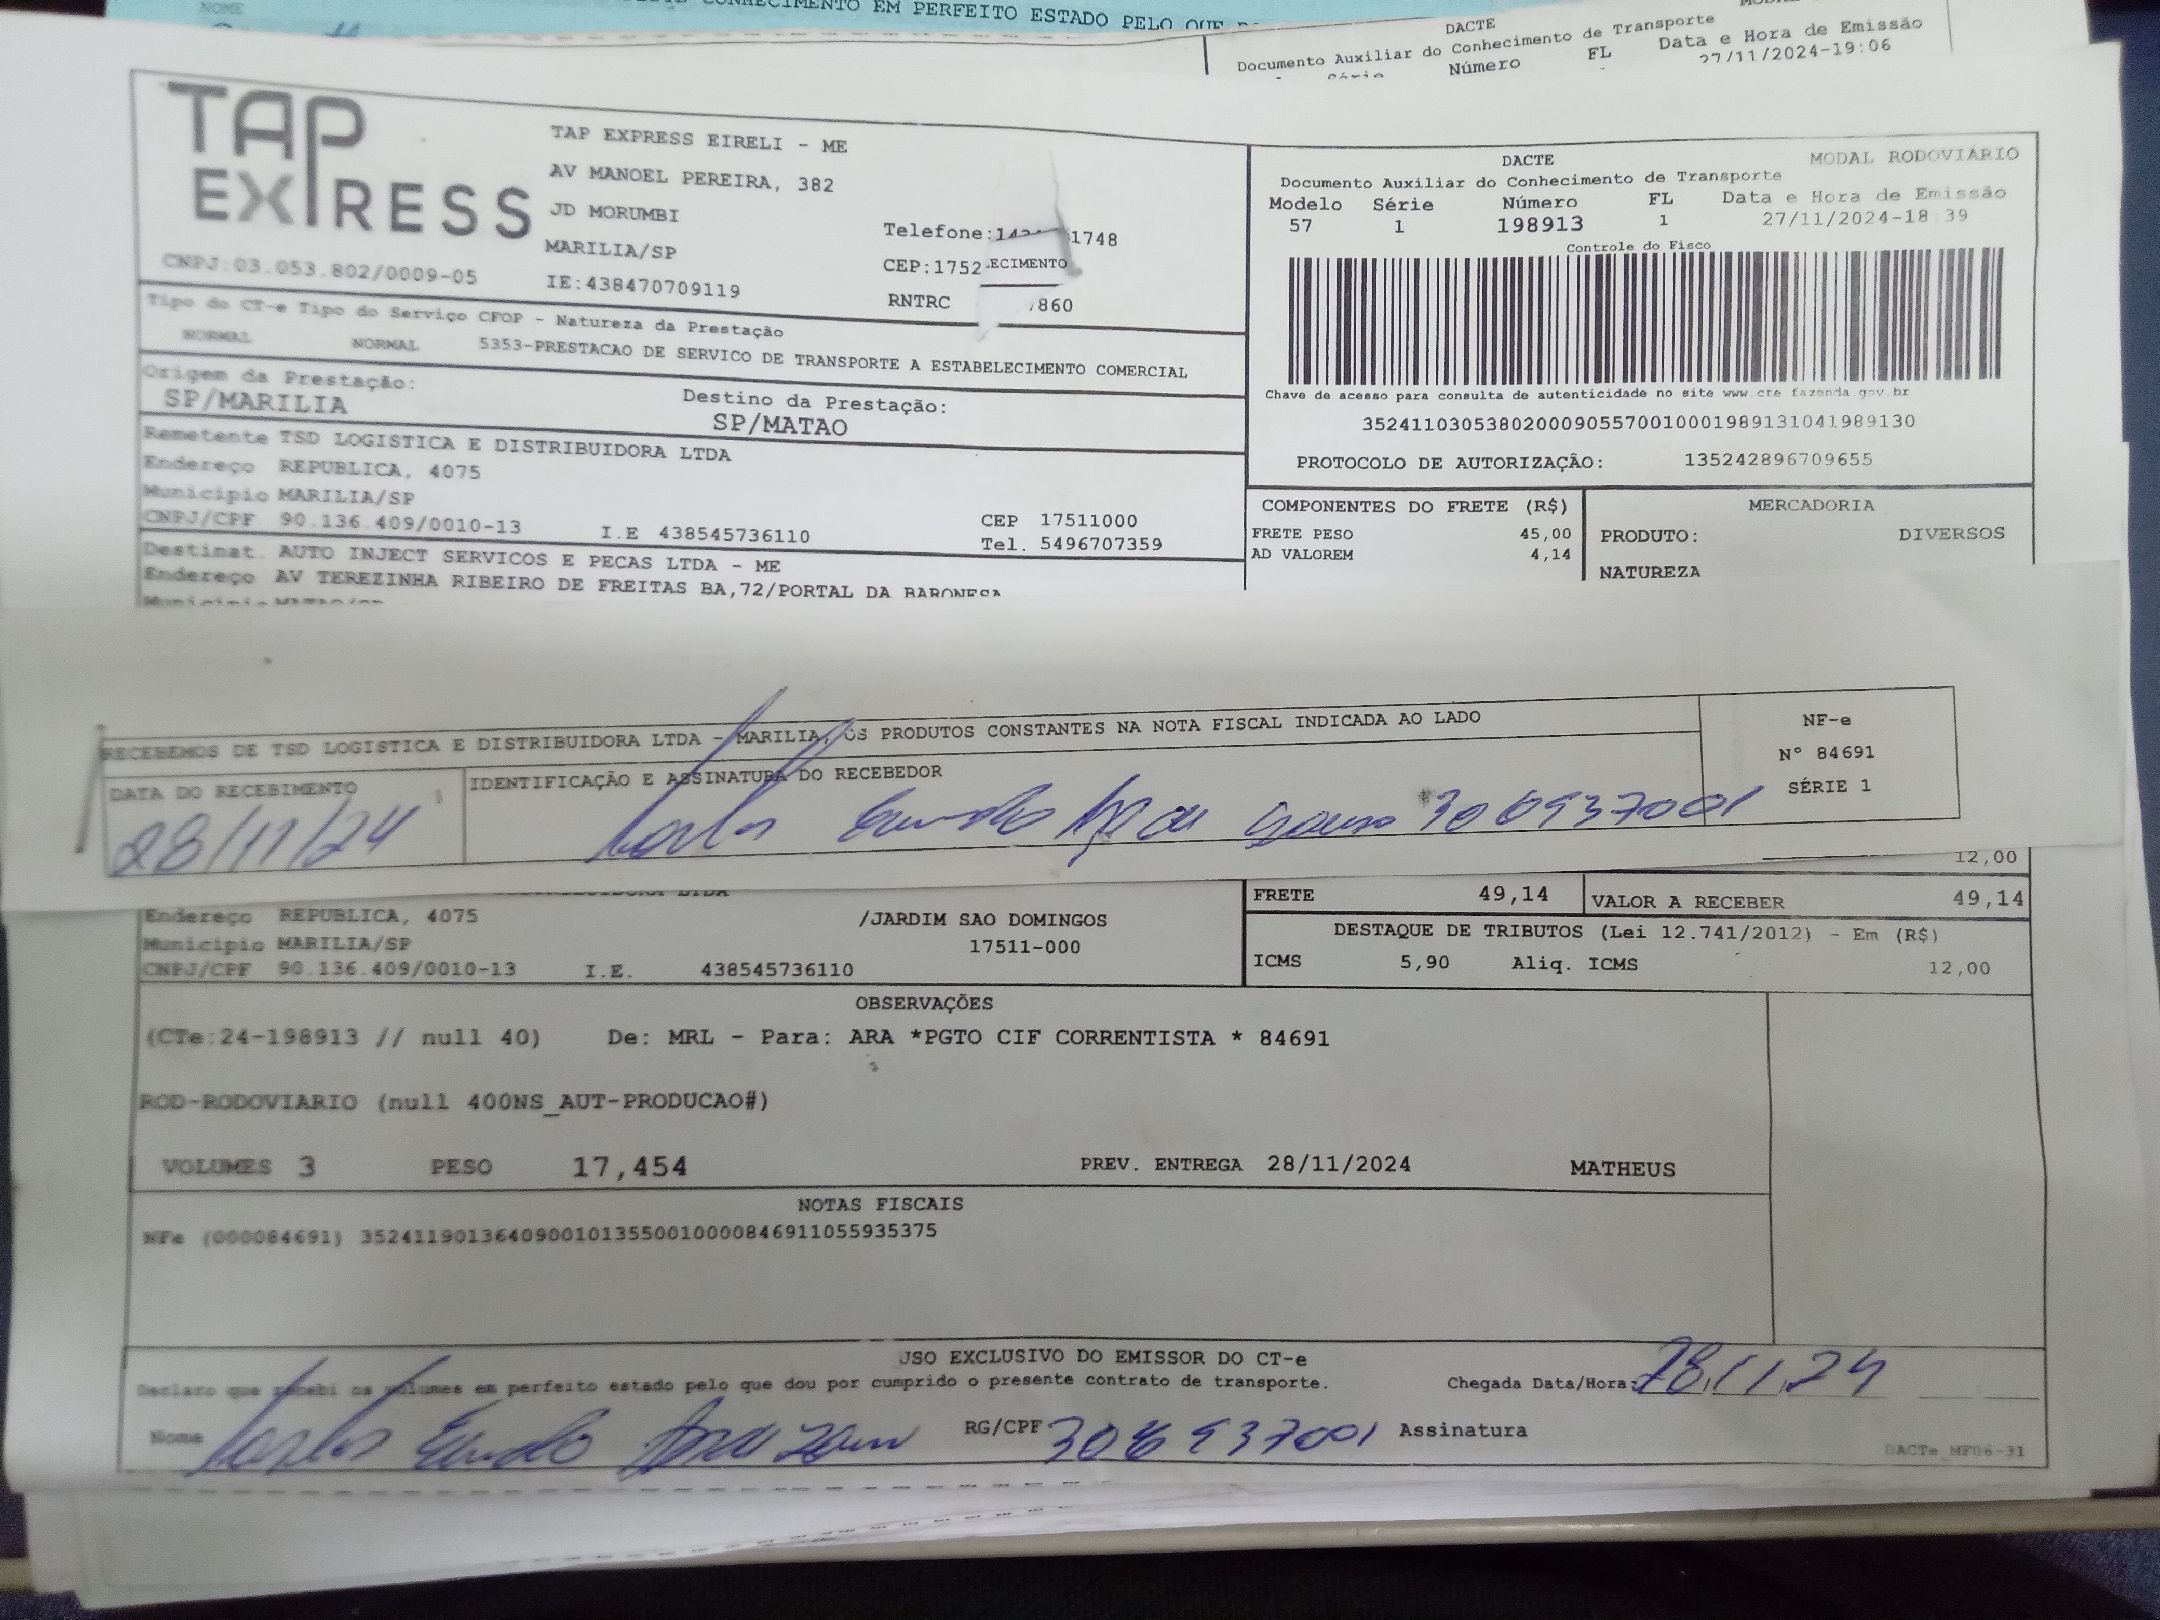 NOME
CONHECIMENTO EM PERFEITO ESTADO PELO QUE
DACTE
Documento Auxiliar do Conhecimento de Transporte
Série Número FL Data e Hora de Emissão
27/11/2024-19:06
TAP EXPRESS
CNPJ:03.053.802/0009-05
TAP EXPRESS EIRELI - ME
AV MANOEL PEREIRA, 382
JD MORUMBI
MARILIA/SP
IE:438470709119
Telefone: 1748
CEP:1752 ECIMENTO
RNTRC 860
DACTE MODAL RODOVIÁRIO
Documento Auxiliar do Conhecimento de Transporte
Modelo Série Número FL Data e Hora de Emissão
57 1 198913 1 27/11/2024-18:39
Controle do Fisco
Chave de acesso para consulta de autenticidade no site www.cte.fazenda.gov.br
35241103053802000905570010001989131041989130
PROTOCOLO DE AUTORIZAÇÃO: 135242896709655
Tipo do CT-e Tipo do Serviço CFOP - Natureza da Prestação
NORMAL NORMAL 5353-PRESTACAO DE SERVICO DE TRANSPORTE A ESTABELECIMENTO COMERCIAL
Origem da Prestação: Destino da Prestação:
SP/MARILIA SP/MATAO
Remetente TSD LOGISTICA E DISTRIBUIDORA LTDA
Endereço REPUBLICA, 4075
Município MARILIA/SP
CNPJ/CPF 90.136.409/0010-13 I.E 438545736110 CEP 17511000
Tel. 5496707359
Destinat. AUTO INJECT SERVICOS E PECAS LTDA - ME
Endereço AV TEREZINHA RIBEIRO DE FREITAS BA,72/PORTAL DA BARONESA
Município MATAO/SP
COMPONENTES DO FRETE (R$)
FRETE PESO 45,00
AD VALOREM 4,14
MERCADORIA
PRODUTO: DIVERSOS
NATUREZA
RECEBEMOS DE TSD LOGISTICA E DISTRIBUIDORA LTDA - MARILIA, OS PRODUTOS CONSTANTES NA NOTA FISCAL INDICADA AO LADO
DATA DO RECEBIMENTO
28/11/24
IDENTIFICAÇÃO E ASSINATURA DO RECEBEDOR
NF-e
Nº 84691
SÉRIE 1
12,00
FRETE 49,14 VALOR A RECEBER 49,14
Endereço REPUBLICA, 4075 /JARDIM SAO DOMINGOS
Município MARILIA/SP 17511-000
CNPJ/CPF 90.136.409/0010-13 I.E. 438545736110
DESTAQUE DE TRIBUTOS (Lei 12.741/2012) - Em (R$)
ICMS 5,90 Aliq. ICMS 12,00
OBSERVAÇÕES
(CTe:24-198913 // null 40) De: MRL - Para: ARA *PGTO CIF CORRENTISTA * 84691
ROD-RODOVIARIO (null 400NS_AUT-PRODUCAO#)
VOLUMES 3 PESO 17,454 PREV. ENTREGA 28/11/2024 MATHEUS
NOTAS FISCAIS
NFe (000084691) 35241190136409001013550010000846911055935375
USO EXCLUSIVO DO EMISSOR DO CT-e
Declaro que recebi os volumes em perfeito estado pelo que dou por cumprido o presente contrato de transporte. Chegada Data/Hora: 28,11,24
Nome RG/CPF Assinatura
DACTe_MF06-31